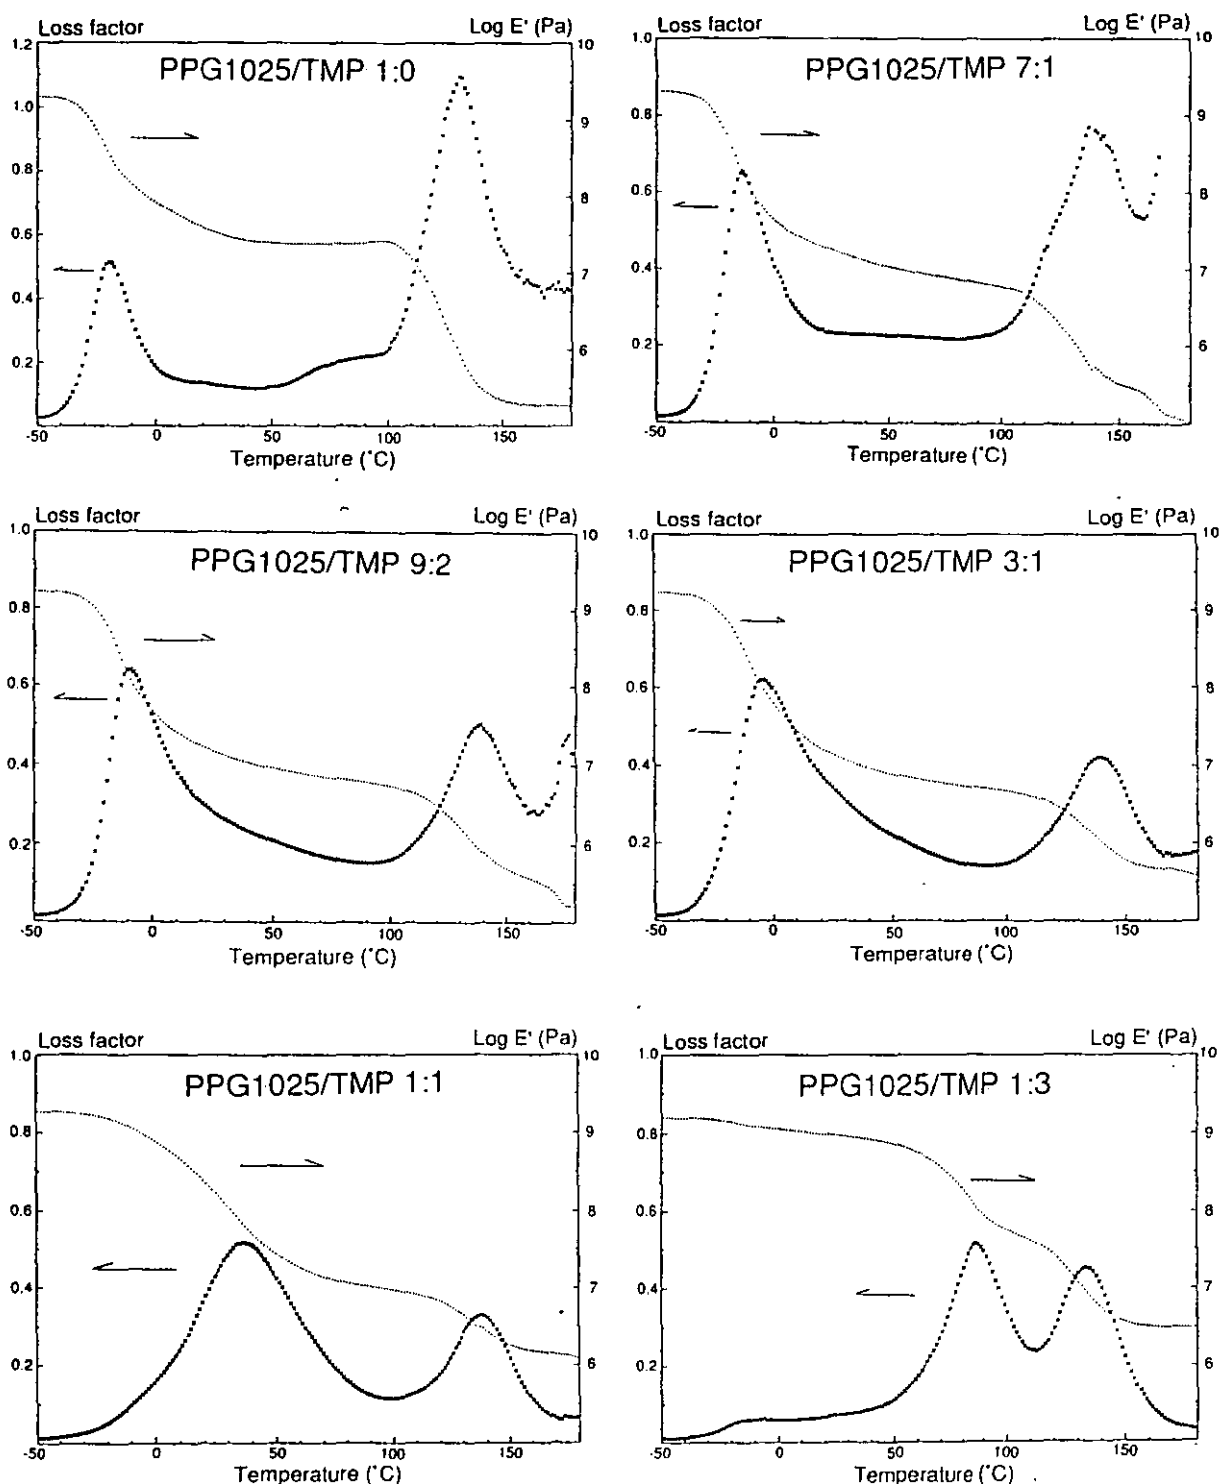 Loss factor Log E' (Pa)
1.2 10
PPG1025/TMP 1:0
1.0
9
0.8
8
0.6
7
0.4
6
0.2
-50 0 50 100 150
Temperature (°C)
Loss factor Log E' (Pa)
1.0 10
PPG1025/TMP 7:1
0.8
9
0.6
8
0.4
7
0.2
6
-50 0 50 100 150
Temperature (°C)
Loss factor Log E' (Pa)
1.0 10
PPG1025/TMP 9:2
0.8
9
0.6
8
0.4
7
0.2
6
-50 0 50 100 150
Temperature (°C)
Loss factor Log E' (Pa)
1.0 10
PPG1025/TMP 3:1
0.8
9
0.6
8
0.4
7
0.2
6
-50 0 50 100 150
Temperature (°C)
Loss factor Log E' (Pa)
1.0 10
PPG1025/TMP 1:1
0.8
9
0.6
8
0.4
7
0.2
6
-50 0 50 100 150
Temperature (°C)
Loss factor Log E' (Pa)
1.0 10
PPG1025/TMP 1:3
0.8
9
0.6
8
0.4
7
0.2
6
-50 0 50 100 150
Temperature (°C)